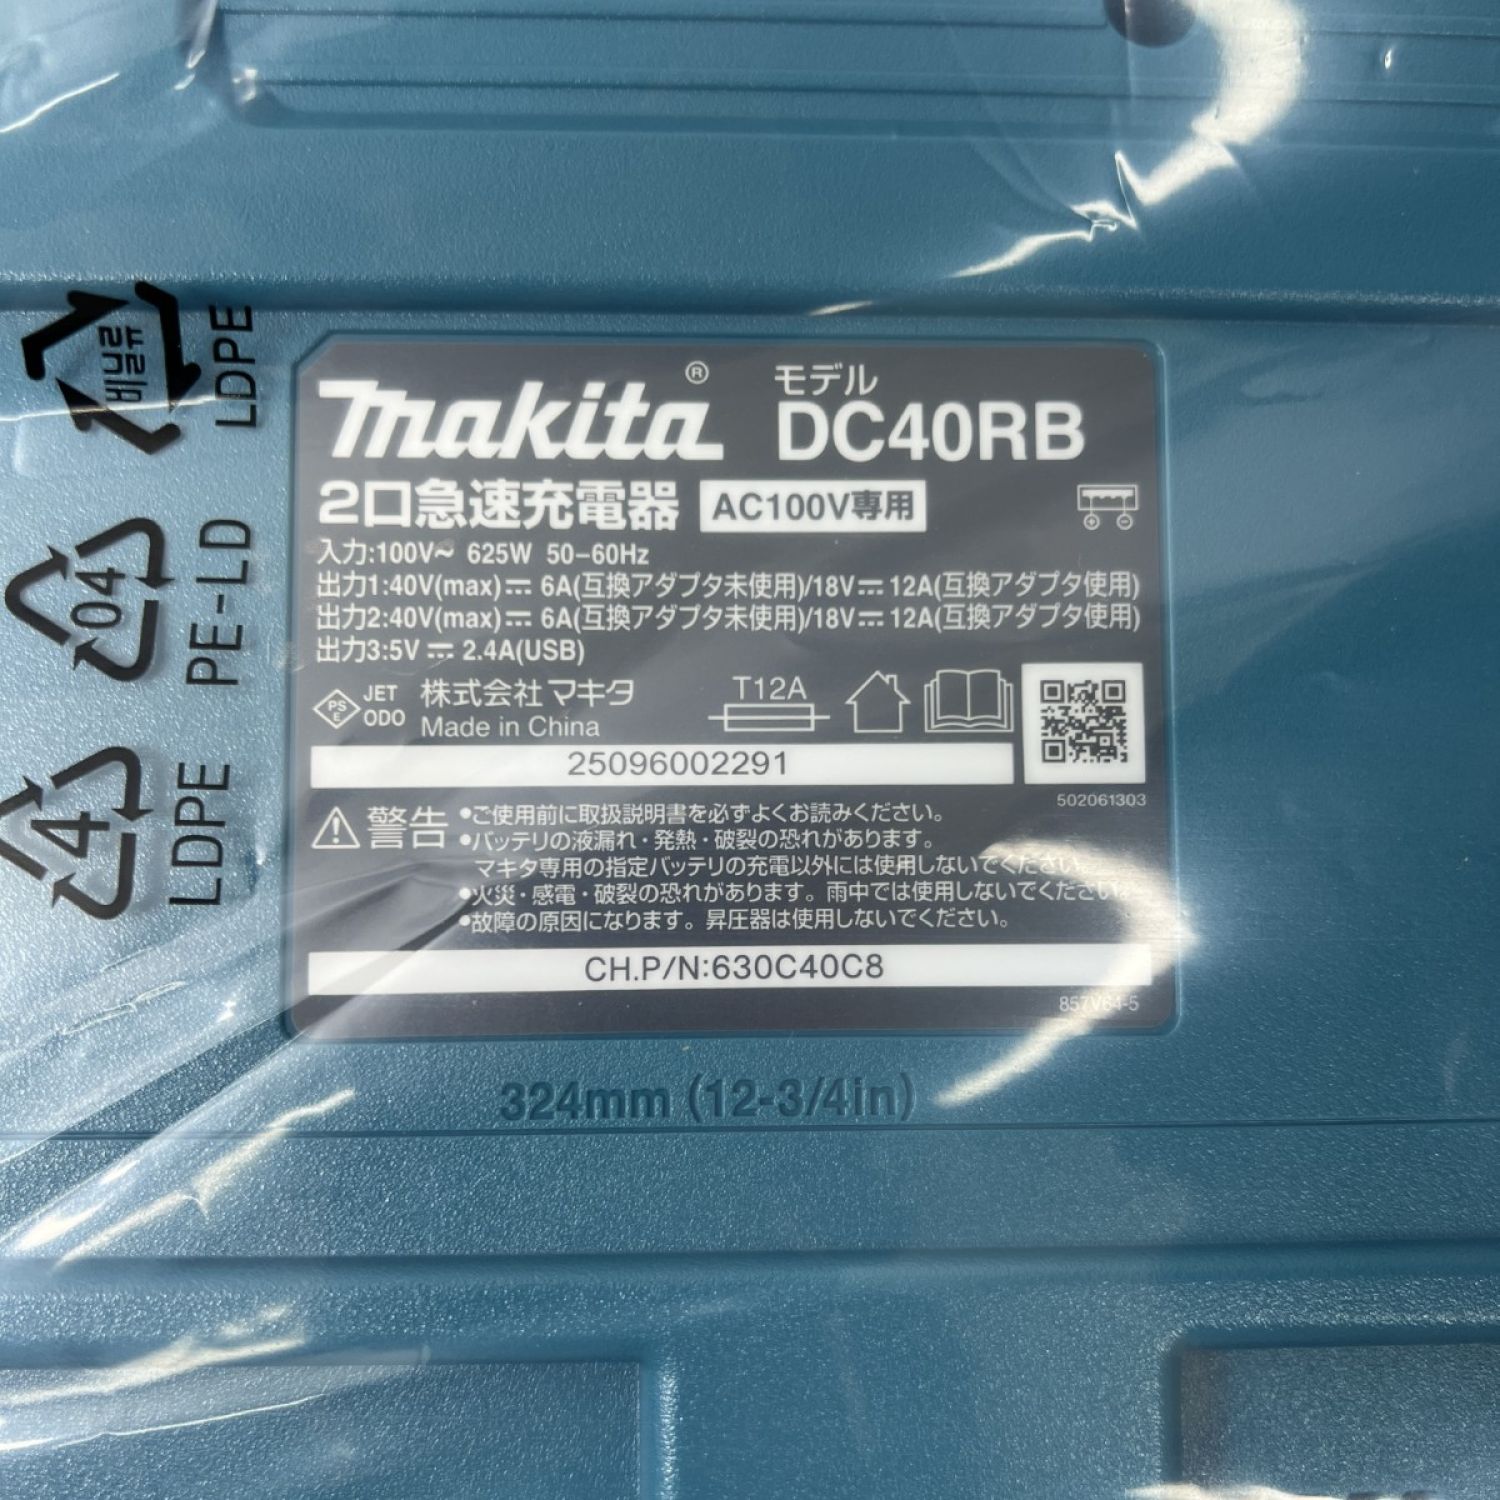 makita®
モデル
DC40RB
2口急速充電器 AC100V専用
入力:100V～ 625W 50-60Hz
出力1:40V(max)⎓ 6A(互換アダプタ未使用)/18V⎓ 12A(互換アダプタ使用)
出力2:40V(max)⎓ 6A(互換アダプタ未使用)/18V⎓ 12A(互換アダプタ使用)
出力3:5V⎓ 2.4A(USB)
PS
E
JET
ODO
株式会社マキタ
Made in China
T12A
25096002291
502061303
⚠警告
•ご使用前に取扱説明書を必ずよくお読みください。
•バッテリの液漏れ・発熱・破裂の恐れがあります。
マキタ専用の指定バッテリの充電以外には使用しないでください。
•火災・感電・破裂の恐れがあります。雨中では使用しないでください。
•故障の原因になります。昇圧器は使用しないでください。
CH.P/N:630C40C8
857V64-5
324mm (12-3/4in)
비닐류
LDPE
04
PE-LD
4
LDPE